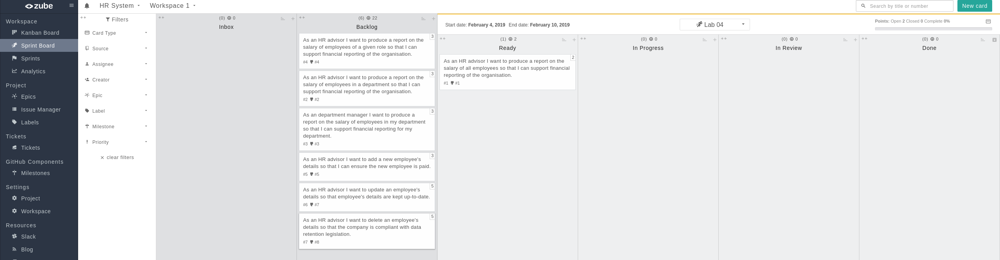 zube
HR System
Workspace 1
Search by title or number
New card
Workspace
Kanban Board
Sprint Board
Sprints
Analytics
Project
Epics
Issue Manager
Labels
Tickets
Tickets
GitHub Components
Milestones
Settings
Project
Workspace
Resources
Slack
Blog
Filters
Card Type
Source
Assignee
Creator
Epic
Label
Milestone
Priority
clear filters
(0) 0
Inbox
(6) 22
Backlog
3
As an HR advisor I want to produce a report on the
salary of employees of a given role so that I can
support financial reporting of the organisation.
#4 #4
3
As an HR advisor I want to produce a report on the
salary of employees in a department so that I can
support financial reporting of the organisation.
#2 #2
3
As an department manager I want to produce a
report on the salary of employees in my department
so that I can support financial reporting for my
department.
#3 #3
3
As an HR advisor I want to add a new employee's
details so that I can ensure the new employee is paid.
#5 #5
5
As an HR advisor I want to update an employee's
details so that employee's details are kept up-to-date.
#6 #7
5
As an HR advisor I want to delete an employee's
details so that the company is compliant with data
retention legislation.
#7 #8
Start date: February 4, 2019 End date: February 10, 2019
Lab 04
Points: Open 2 Closed 0 Complete 0%
(1) 2
Ready
2
As an HR advisor I want to produce a report on the
salary of all employees so that I can support financial
reporting of the organisation.
#1 #1
(0) 0
In Progress
(0) 0
In Review
(0) 0
Done